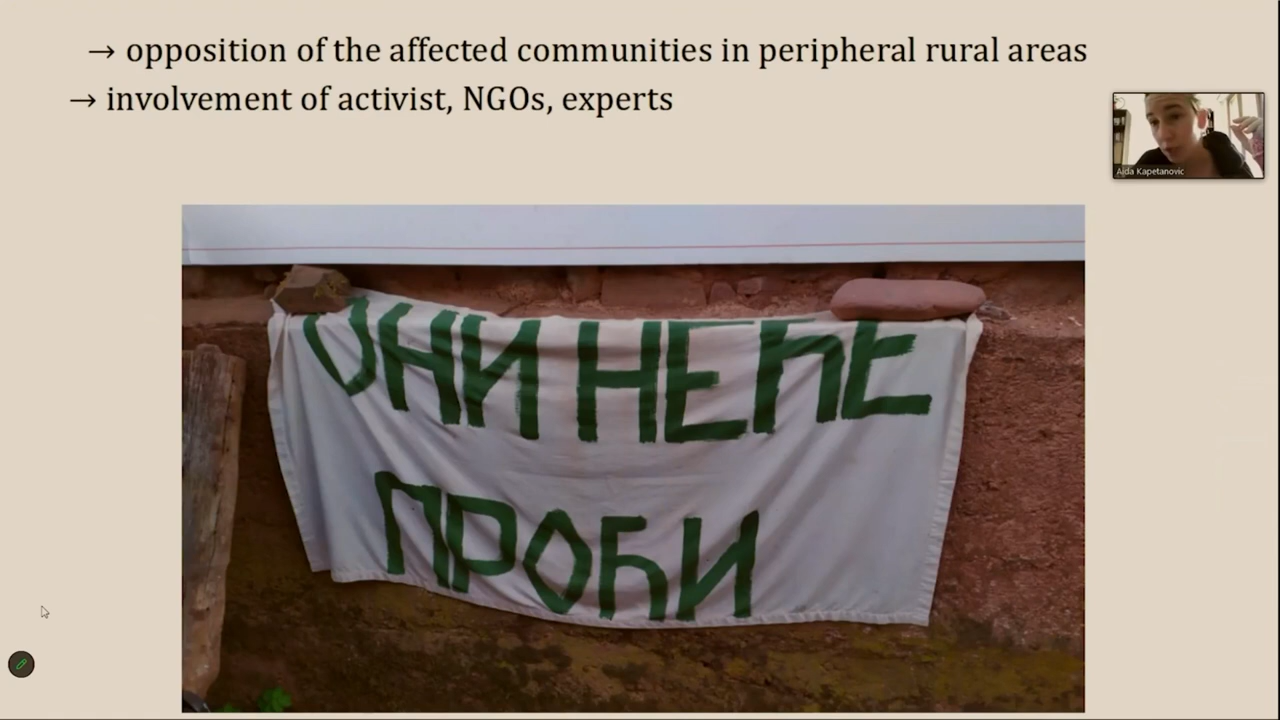 → opposition of the affected communities in peripheral rural areas
→ involvement of activist, NGOs, experts
Aida Kapetanovic
ОНИ НЕЋЕ
ПРОЋИ